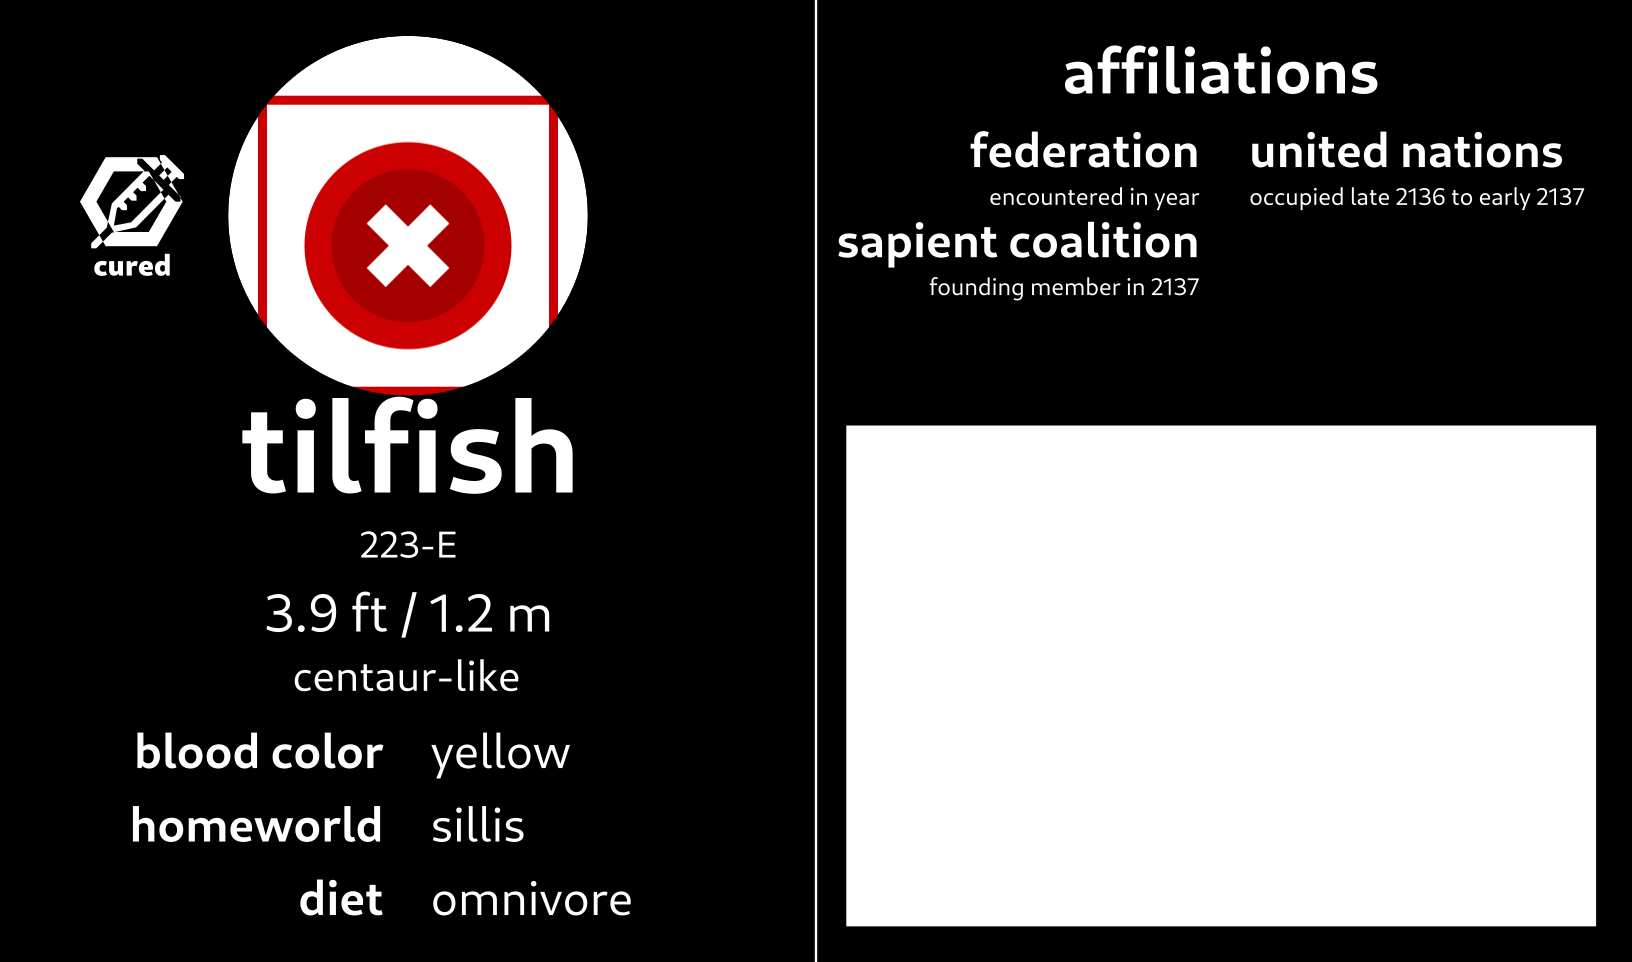 cured
tilfish
223-E
3.9 ft / 1.2 m
centaur-like
blood color yellow
homeworld sillis
diet omnivore
affiliations
federation
encountered in year
united nations
occupied late 2136 to early 2137
sapient coalition
founding member in 2137